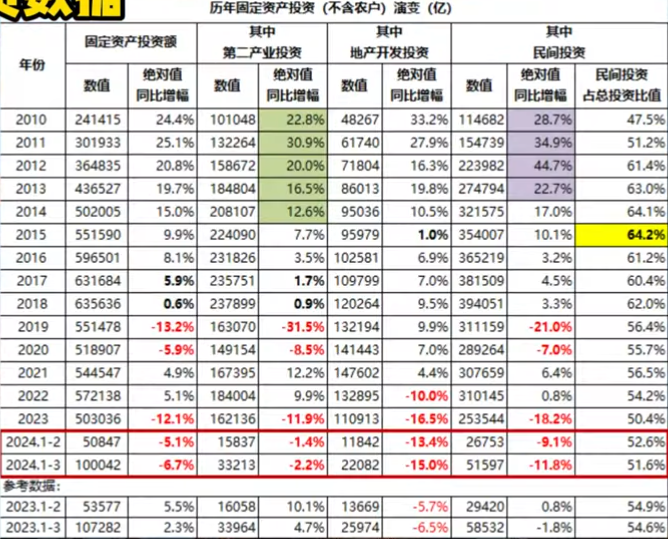 历年固定资产投资（不含农户）演变（亿）
年份 固定资产投资额 其中 第二产业投资 其中 地产开发投资 其中 民间投资
数值 绝对值同比增幅 数值 绝对值同比增幅 数值 绝对值同比增幅 数值 绝对值同比增幅 民间投资占总投资比值
2010 241415 24.4% 101048 22.8% 48267 33.2% 114682 28.7% 47.5%
2011 301933 25.1% 132264 30.9% 61740 27.9% 154739 34.9% 51.2%
2012 364835 20.8% 158672 20.0% 71804 16.3% 223982 44.7% 61.4%
2013 436527 19.7% 184804 16.5% 86013 19.8% 274794 22.7% 63.0%
2014 502005 15.0% 208107 12.6% 95036 10.5% 321575 17.0% 64.1%
2015 551590 9.9% 224090 7.7% 95979 1.0% 354007 10.1% 64.2%
2016 596501 8.1% 231826 3.5% 102581 6.9% 365219 3.2% 61.2%
2017 631684 5.9% 235751 1.7% 109799 7.0% 381509 4.5% 60.4%
2018 635636 0.6% 237899 0.9% 120264 9.5% 394051 3.3% 62.0%
2019 551478 -13.2% 163070 -31.5% 132194 9.9% 311159 -21.0% 56.4%
2020 518907 -5.9% 149154 -8.5% 141443 7.0% 289264 -7.0% 55.7%
2021 544547 4.9% 167395 12.2% 147602 4.4% 307659 6.4% 56.5%
2022 572138 5.1% 184004 9.9% 132895 -10.0% 310145 0.8% 54.2%
2023 503036 -12.1% 162136 -11.9% 110913 -16.5% 253544 -18.2% 50.4%
2024.1-2 50847 -5.1% 15837 -1.4% 11842 -13.4% 26753 -9.1% 52.6%
2024.1-3 100042 -6.7% 33213 -2.2% 22082 -15.0% 51597 -11.8% 51.6%
参考数据：
2023.1-2 53577 5.5% 16058 10.1% 13669 -5.7% 29420 0.8% 54.9%
2023.1-3 107282 2.3% 33964 4.7% 25974 -6.5% 58532 -1.8% 54.6%